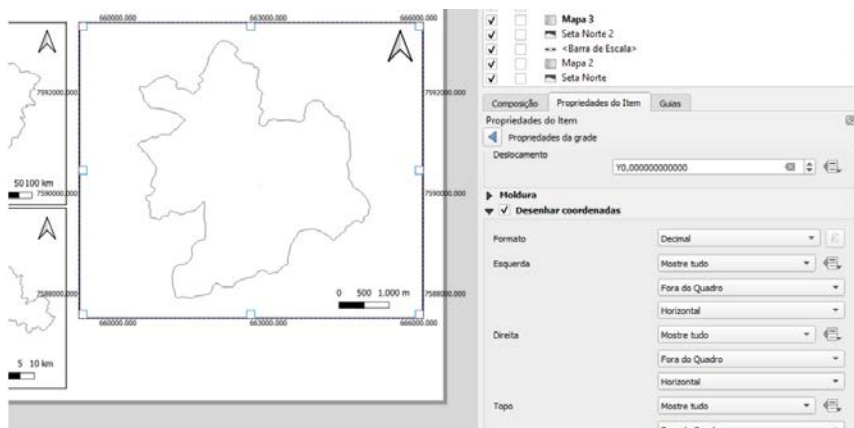 660000.000 663000.000 666000.000
7592000.000 7592000.000
7590000.000 7590000.000
7588000.000 7588000.000
660000.000 663000.000 666000.000
0 500 1.000 m
50 100 km
5 10 km
Mapa 3
Seta Norte 2
<Barra de Escala>
Mapa 2
Seta Norte
Composição Propriedades do Item Guias
Propriedades do Item
Propriedades da grade
Deslocamento
Y0,000000000000
Moldura
Desenhar coordenadas
Formato Decimal
Esquerda Mostre tudo
Fora do Quadro
Horizontal
Direita Mostre tudo
Fora do Quadro
Horizontal
Topo Mostre tudo